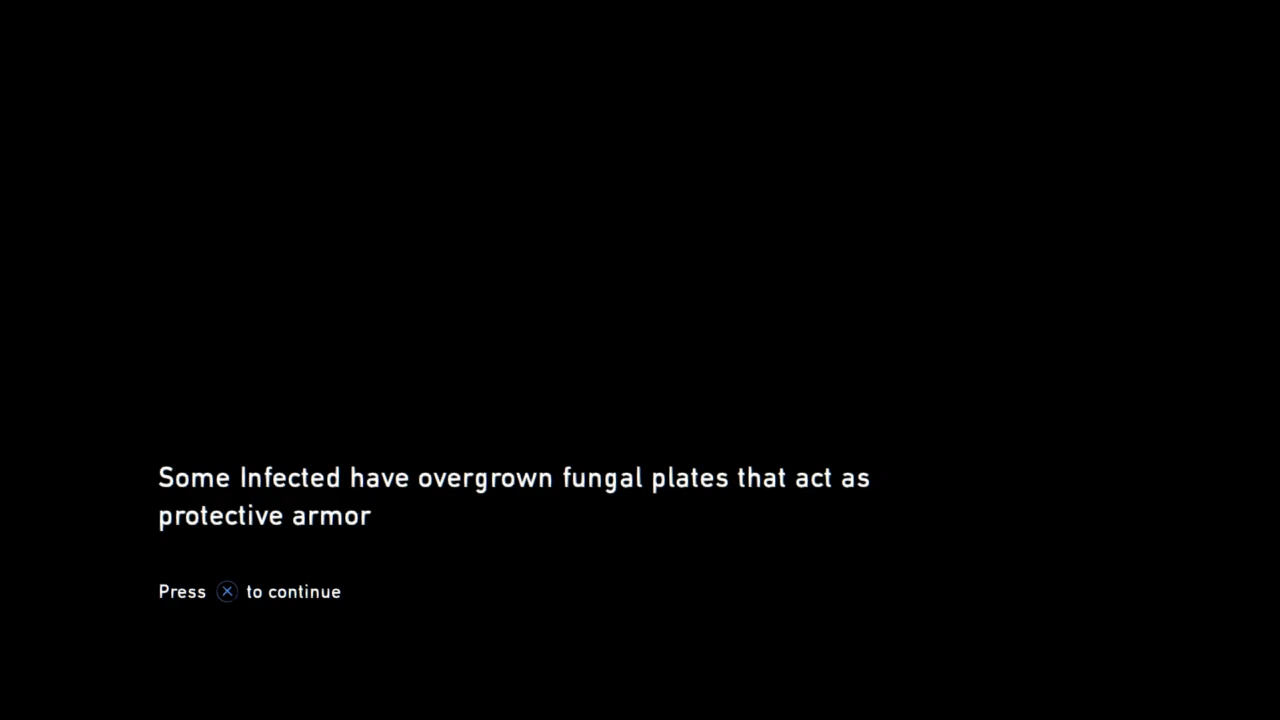 Some Infected have overgrown fungal plates that act as
protective armor
Press ⊗ to continue